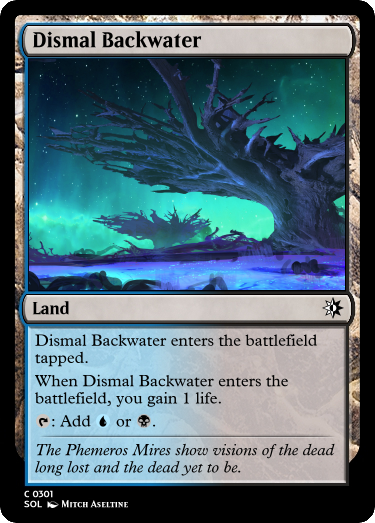 Dismal Backwater
Land
Dismal Backwater enters the battlefield
tapped.
When Dismal Backwater enters the
battlefield, you gain 1 life.
: Add or .
The Phemeros Mires show visions of the dead
long lost and the dead yet to be.
C 0301
SOL Mitch Aseltine